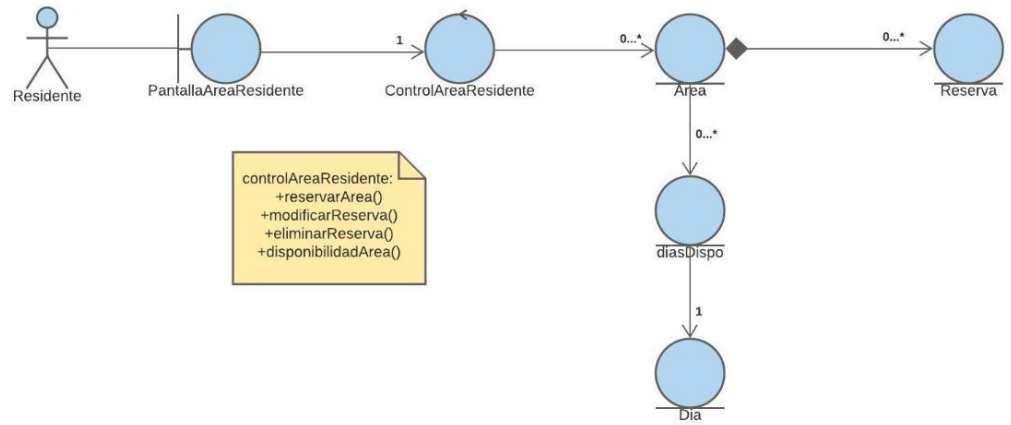 1
0...*
0...*
Residente
PantallaAreaResidente
ControlAreaResidente
Area
Reserva
0...*
controlAreaResidente:
+reservarArea()
+modificarReserva()
+eliminarReserva()
+disponibilidadArea()
diasDispo
1
Dia